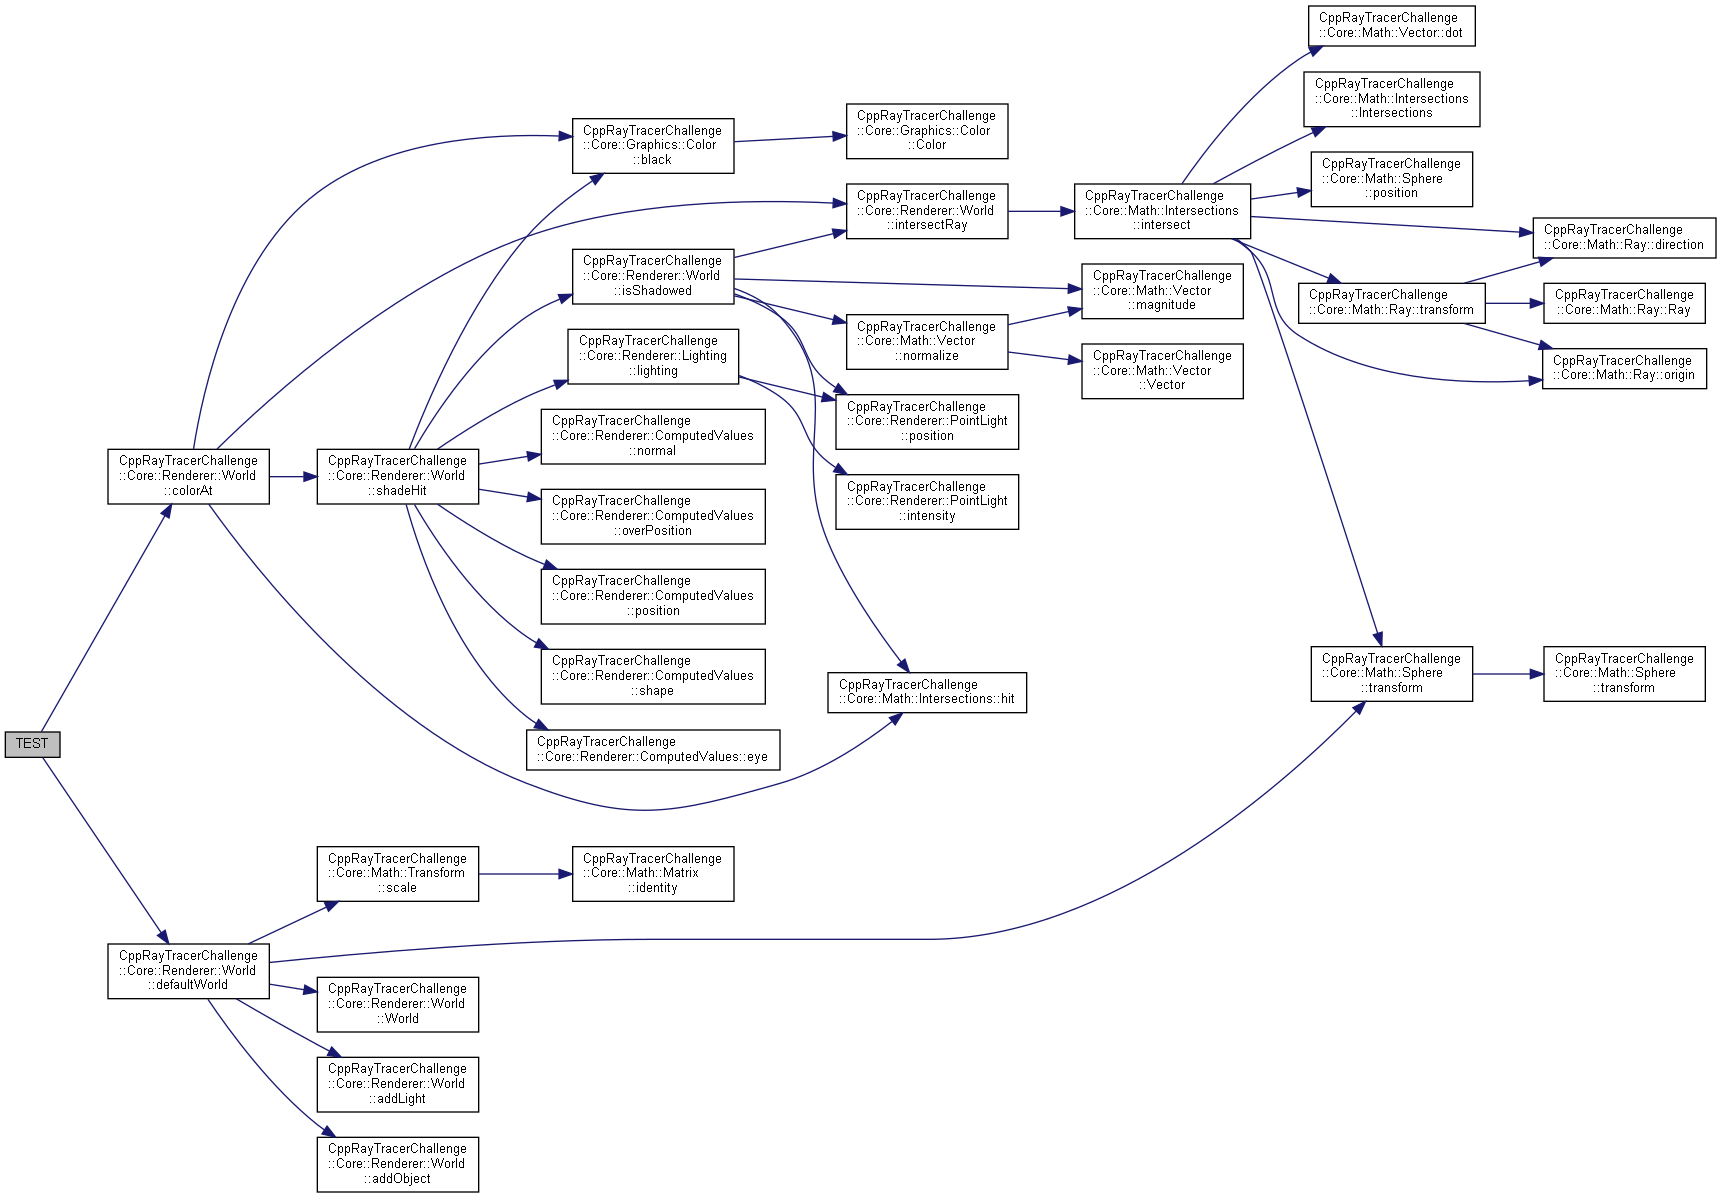 TEST
CppRayTracerChallenge
::Core::Renderer::World
::colorAt
CppRayTracerChallenge
::Core::Renderer::World
::defaultWorld
CppRayTracerChallenge
::Core::Renderer::World
::shadeHit
CppRayTracerChallenge
::Core::Math::Transform
::scale
CppRayTracerChallenge
::Core::Renderer::World
::World
CppRayTracerChallenge
::Core::Renderer::World
::addLight
CppRayTracerChallenge
::Core::Renderer::World
::addObject
CppRayTracerChallenge
::Core::Graphics::Color
::black
CppRayTracerChallenge
::Core::Renderer::World
::isShadowed
CppRayTracerChallenge
::Core::Renderer::Lighting
::lighting
CppRayTracerChallenge
::Core::Renderer::ComputedValues
::normal
CppRayTracerChallenge
::Core::Renderer::ComputedValues
::overPosition
CppRayTracerChallenge
::Core::Renderer::ComputedValues
::position
CppRayTracerChallenge
::Core::Renderer::ComputedValues
::shape
CppRayTracerChallenge
::Core::Renderer::ComputedValues::eye
CppRayTracerChallenge
::Core::Math::Matrix
::identity
CppRayTracerChallenge
::Core::Graphics::Color
::Color
CppRayTracerChallenge
::Core::Renderer::World
::intersectRay
CppRayTracerChallenge
::Core::Math::Vector
::normalize
CppRayTracerChallenge
::Core::Renderer::PointLight
::position
CppRayTracerChallenge
::Core::Renderer::PointLight
::intensity
CppRayTracerChallenge
::Core::Math::Intersections::hit
CppRayTracerChallenge
::Core::Math::Intersections
::intersect
CppRayTracerChallenge
::Core::Math::Vector
::magnitude
CppRayTracerChallenge
::Core::Math::Vector
::Vector
CppRayTracerChallenge
::Core::Math::Vector::dot
CppRayTracerChallenge
::Core::Math::Intersections
::Intersections
CppRayTracerChallenge
::Core::Math::Sphere
::position
CppRayTracerChallenge
::Core::Math::Ray::transform
CppRayTracerChallenge
::Core::Math::Sphere
::transform
CppRayTracerChallenge
::Core::Math::Ray::direction
CppRayTracerChallenge
::Core::Math::Ray::Ray
CppRayTracerChallenge
::Core::Math::Ray::origin
CppRayTracerChallenge
::Core::Math::Sphere
::transform